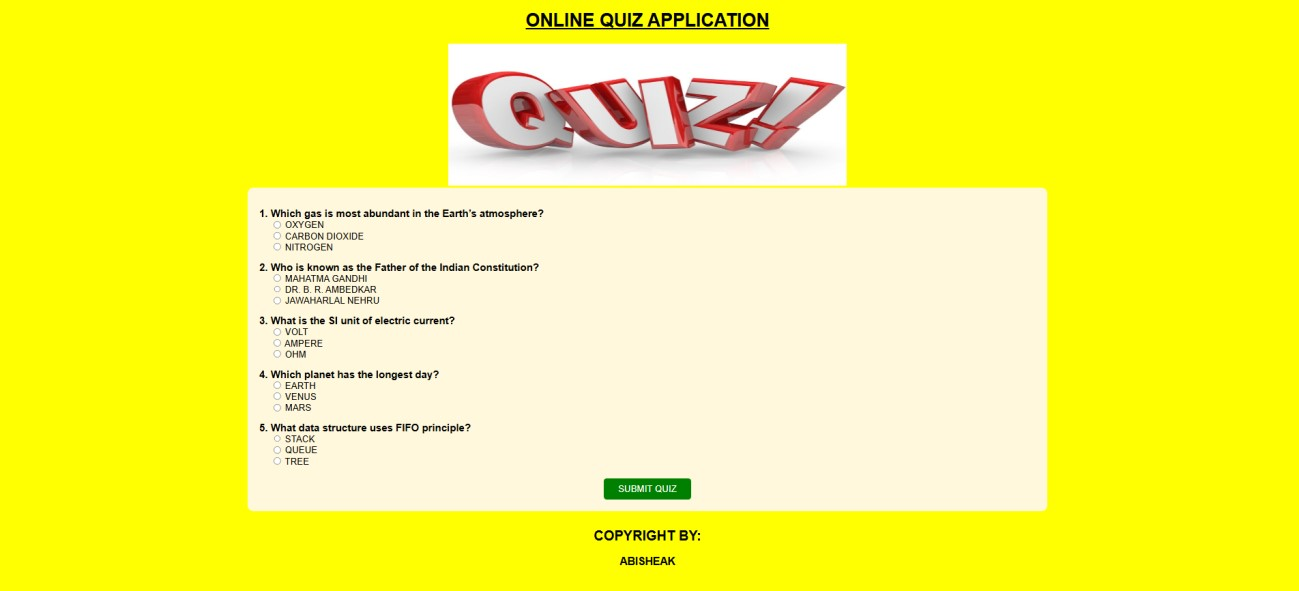 ONLINE QUIZ APPLICATION
QUIZ!
1. Which gas is most abundant in the Earth's atmosphere?
OXYGEN
CARBON DIOXIDE
NITROGEN
2. Who is known as the Father of the Indian Constitution?
MAHATMA GANDHI
DR. B. R. AMBEDKAR
JAWAHARLAL NEHRU
3. What is the SI unit of electric current?
VOLT
AMPERE
OHM
4. Which planet has the longest day?
EARTH
VENUS
MARS
5. What data structure uses FIFO principle?
STACK
QUEUE
TREE
SUBMIT QUIZ
COPYRIGHT BY:
ABISHEAK